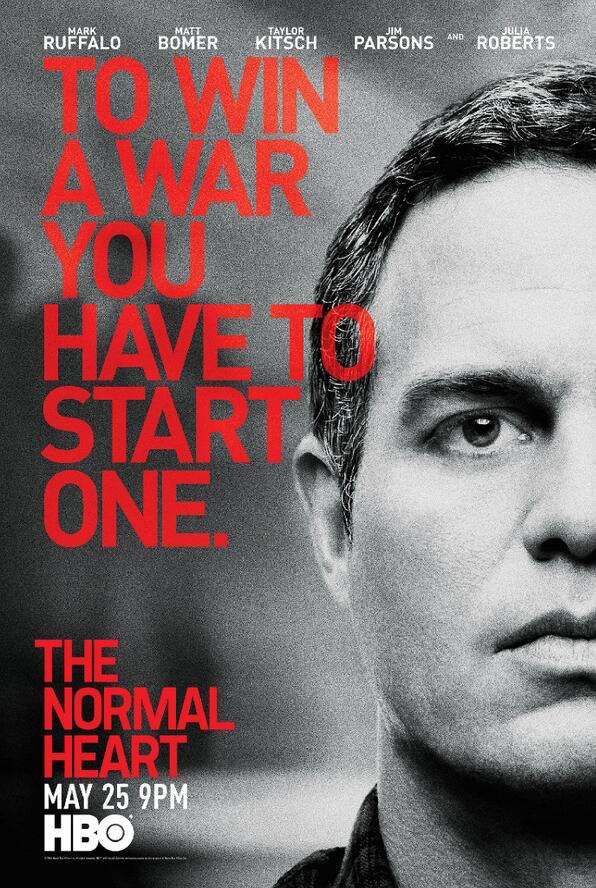 MARK RUFFALO MATT BOMER TAYLOR KITSCH JIM PARSONS AND JULIA ROBERTS
TO WIN
A WAR
YOU
HAVE TO
START
ONE.
THE
NORMAL
HEART
MAY 25 9PM
HBO